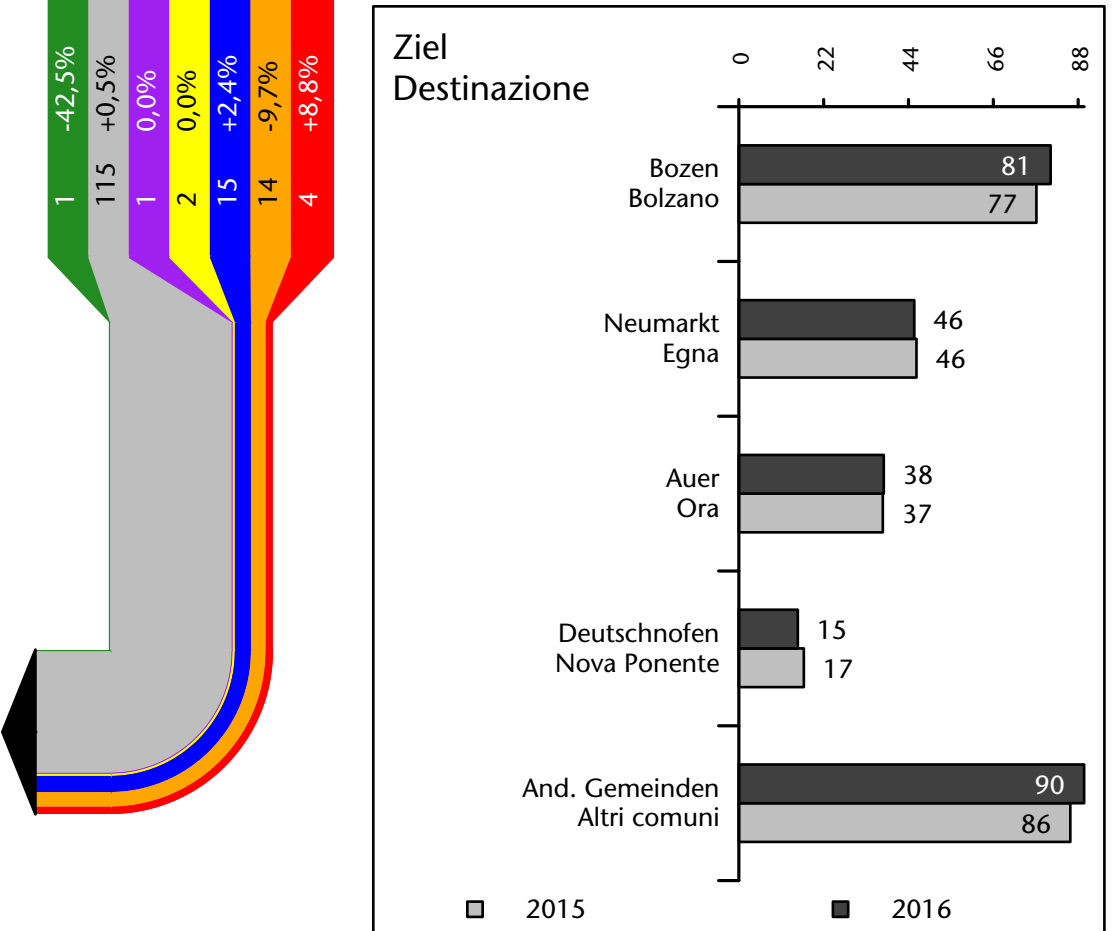 1 -42,5%
115 +0,5%
1 0,0%
2 0,0%
15 +2,4%
14 -9,7%
4 +8,8%
Ziel
Destinazione
0 22 44 66 88
Bozen
Bolzano
81
77
Neumarkt
Egna
46
46
Auer
Ora
38
37
Deutschnofen
Nova Ponente
15
17
And. Gemeinden
Altri comuni
90
86
2015 2016